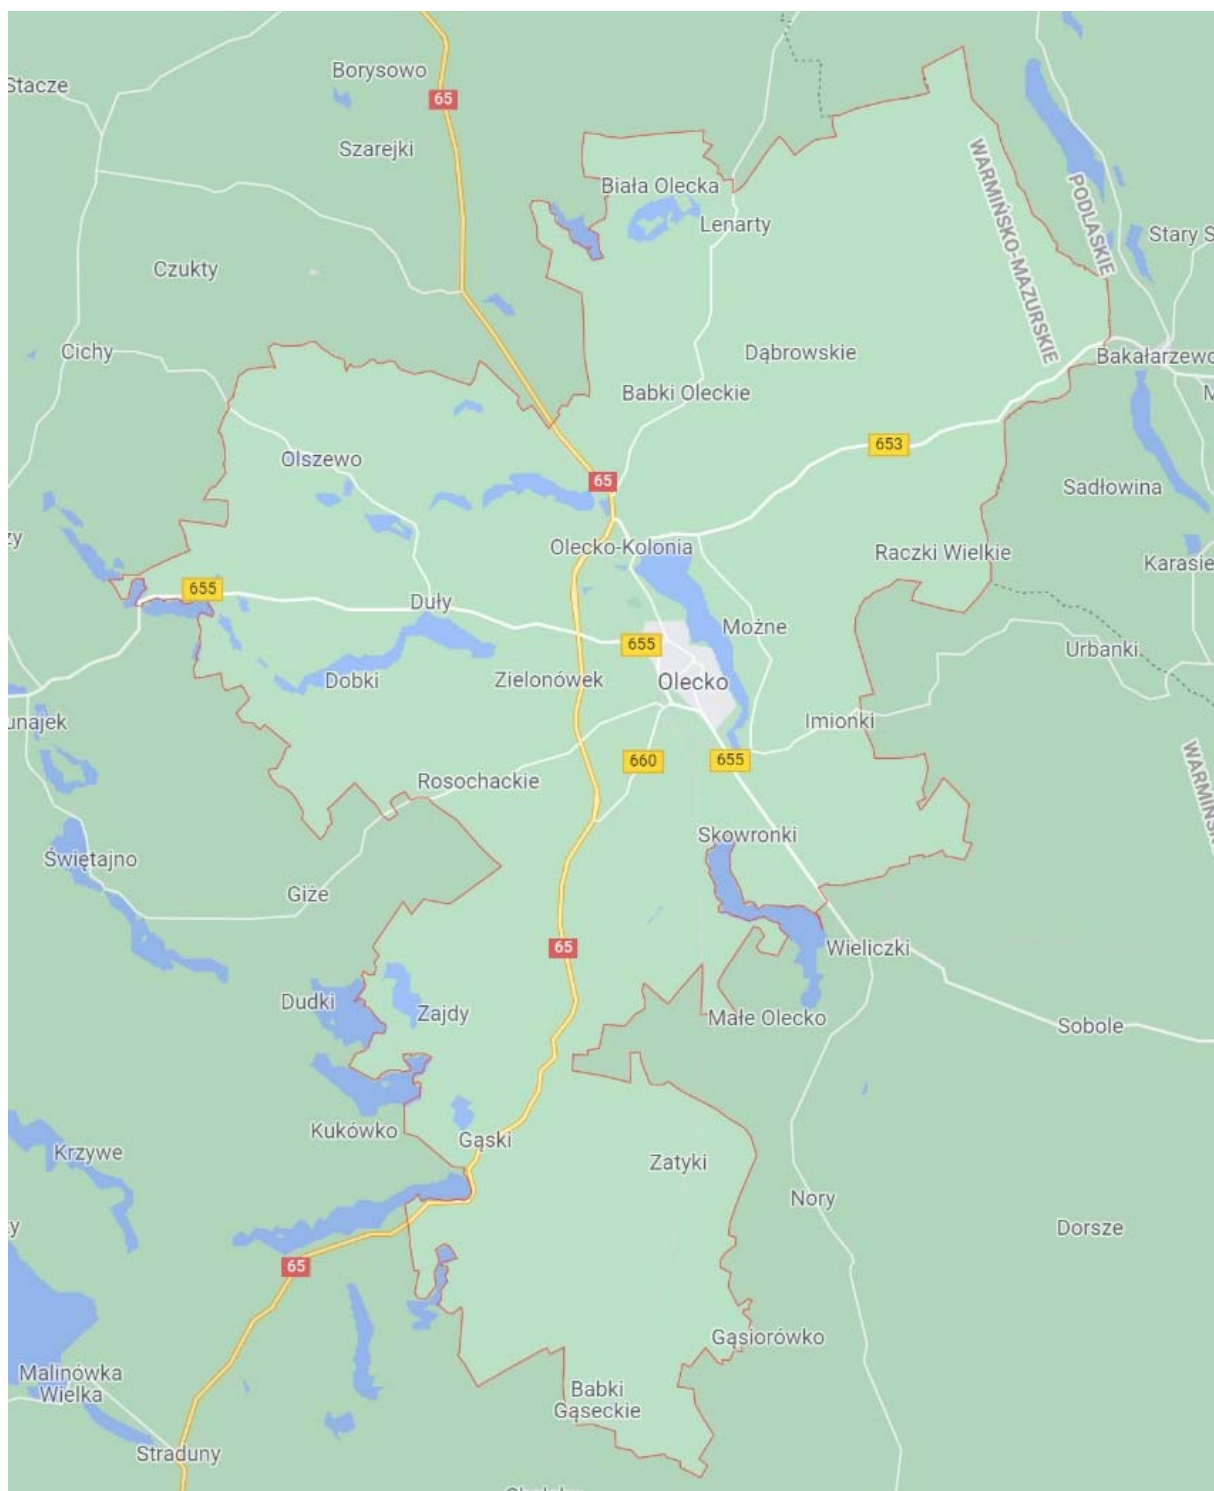 Borysowo
Stacze
65
Szarejki
WARMIŃSKO-MAZURSKIE
PODLASKIE
Biała Olecka
Lenarty
Stary S
Czukty
Cichy
Dąbrowskie
Bakałarzewo
Babki Oleckie
M
653
Olszewo
65
Sadłowina
zy
Olecko-Kolonia
Raczki Wielkie
Karasie
655
Duły
Możne
655
Urbanki
Dobki
Zielonówek
Olecko
unajek
Imionki
660
655
WARMIŃS
Rosochackie
Skowronki
Świętajno
Giże
65
Wieliczki
Dudki
Zajdy
Małe Olecko
Sobole
Kukówko
Gąski
Krzywe
Zatyki
Nory
y
Dorsze
65
Gąsiorówko
Malinówka
Wielka
Babki
Gąseckie
Straduny